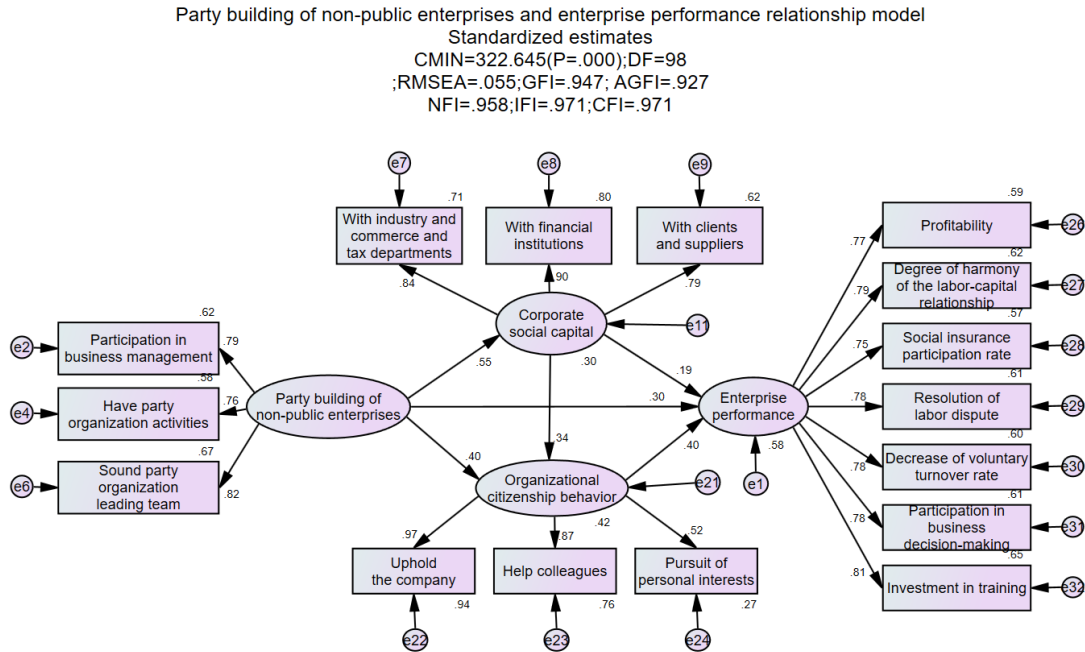 Party building of non-public enterprises and enterprise performance relationship model
Standardized estimates
CMIN=322.645(P=.000);DF=98
;RMSEA=.055;GFI=.947; AGFI=.927
NFI=.958;IFI=.971;CFI=.971
e7
e8
e9
.71
.80
.62
With industry and
commerce and
tax departments
With financial
institutions
With clients
and suppliers
.84
.90
.79
Corporate
social capital
e11
.30
.62
e2
Participation in
business management
.79
.58
e4
Have party
organization activities
.76
.67
e6
Sound party
organization
leading team
.82
Party building of
non-public enterprises
.55
.30
.19
.40
.34
.40
Organizational
citizenship behavior
e21
.42
.97
.87
.52
Uphold
the company
.94
Help colleagues
.76
Pursuit of
personal interests
.27
e22
e23
e24
Enterprise
performance
.58
e1
.59
.77
Profitability
e26
.62
.79
Degree of harmony
of the labor-capital
relationship
e27
.57
.75
Social insurance
participation rate
e28
.61
.78
Resolution of
labor dispute
e29
.60
.78
Decrease of voluntary
turnover rate
e30
.61
.78
Participation in
business
decision-making
e31
.65
.81
Investment in training
e32